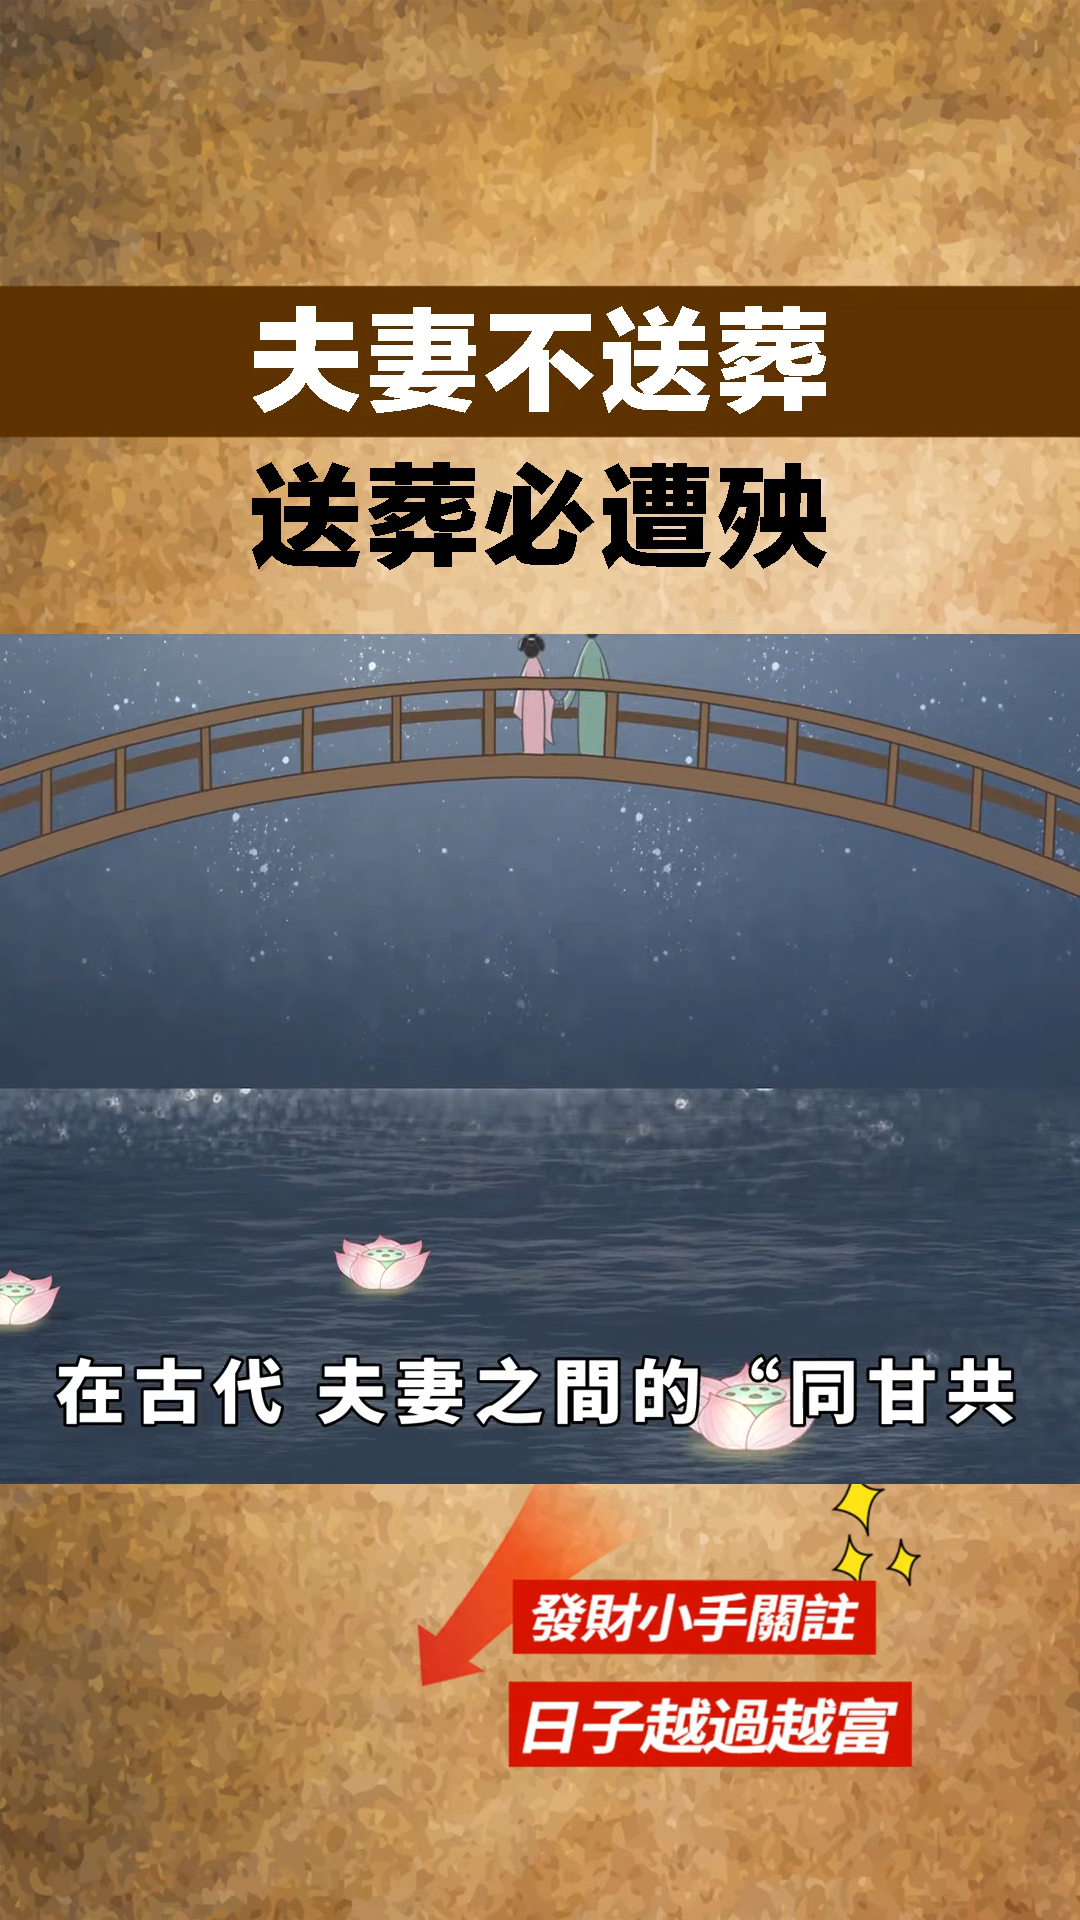 夫妻不送葬
送葬必遭殃
在古代 夫妻之間的“同甘共
發財小手關註
日子越過越富